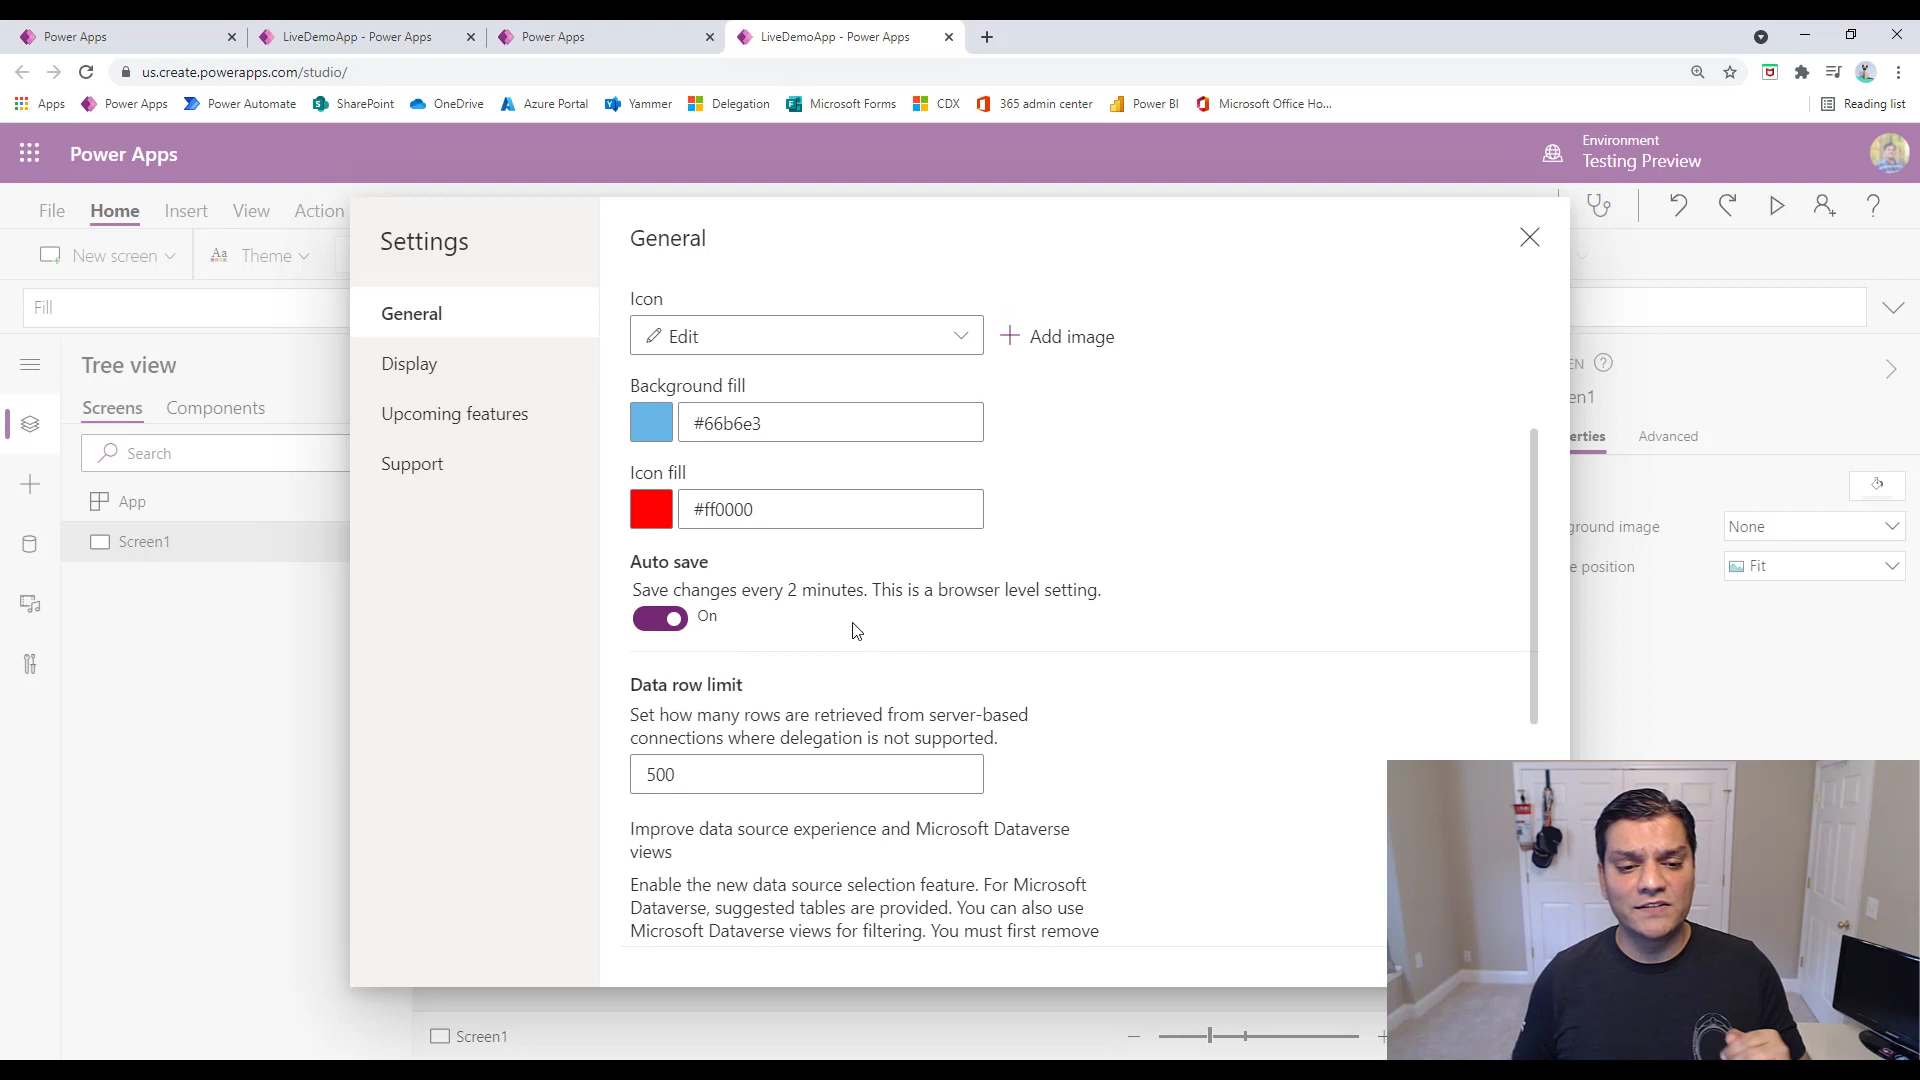 Power Apps
LiveDemoApp - Power Apps
Power Apps
LiveDemoApp - Power Apps
us.create.powerapps.com/studio/
Apps
Power Apps
Power Automate
SharePoint
OneDrive
Azure Portal
Yammer
Delegation
Microsoft Forms
CDX
365 admin center
Power BI
Microsoft Office Ho...
Reading list
Power Apps
Environment
Testing Preview
File
Home
Insert
View
Action
New screen
Theme
Fill
Tree view
Screens
Components
Search
App
Screen1
Settings
General
Display
Upcoming features
Support
General
Icon
Edit
Add image
Background fill
#66b6e3
Icon fill
#ff0000
Auto save
Save changes every 2 minutes. This is a browser level setting.
On
Data row limit
Set how many rows are retrieved from server-based
connections where delegation is not supported.
500
Improve data source experience and Microsoft Dataverse
views
Enable the new data source selection feature. For Microsoft
Dataverse, suggested tables are provided. You can also use
Microsoft Dataverse views for filtering. You must first remove
EN
en1
erties
Advanced
ground image
None
e position
Fit
Screen1